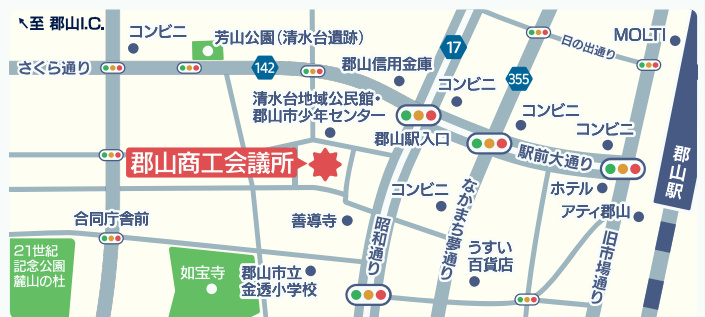 ↖至 郡山I.C.
コンビニ
芳山公園（清水台遺跡）
17
日の出通り
MOLTI
さくら通り
142
郡山信用金庫
355
コンビニ
清水台地域公民館・
郡山市少年センター
コンビニ
コンビニ
郡山駅入口
駅前大通り
郡山駅
郡山商工会議所
ホテル
コンビニ
アティ郡山
合同庁舎前
善導寺
昭和通り
なかまち夢通り
旧市場通り
21世紀
記念公園
麓山の杜
如宝寺
郡山市立
金透小学校
うすい
百貨店